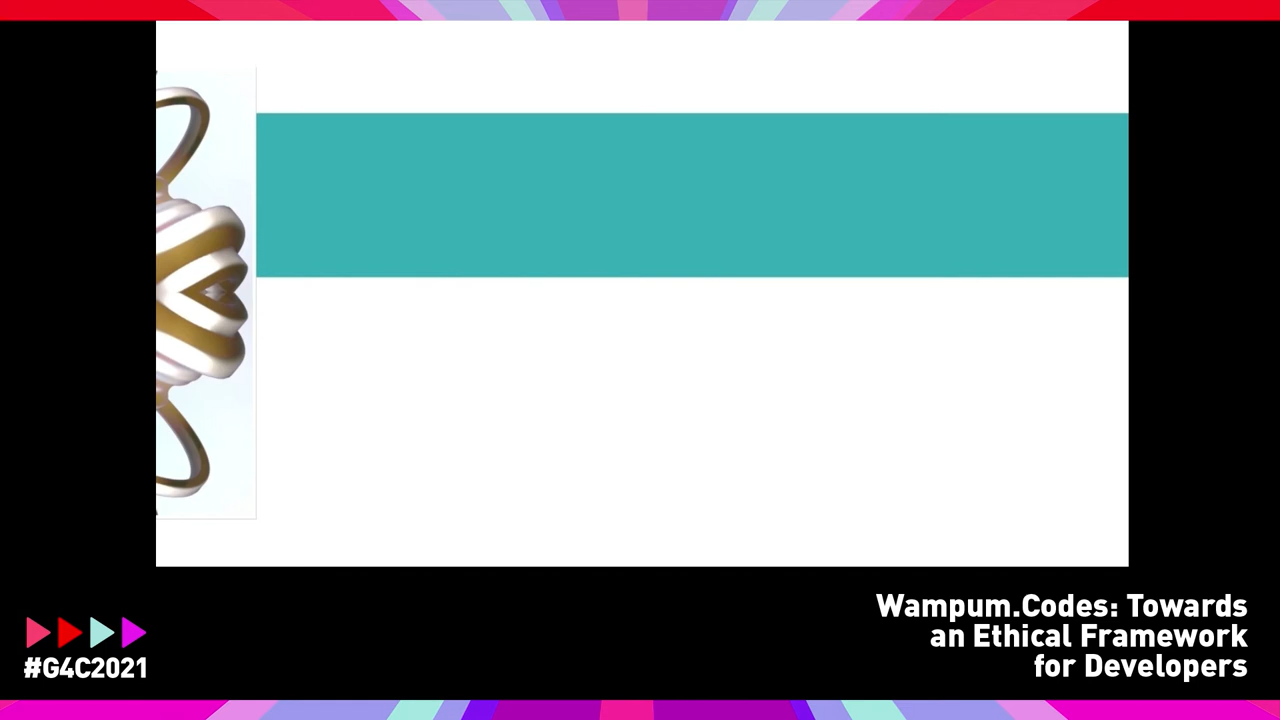 #G4C2021
Wampum.Codes: Towards
an Ethical Framework
for Developers